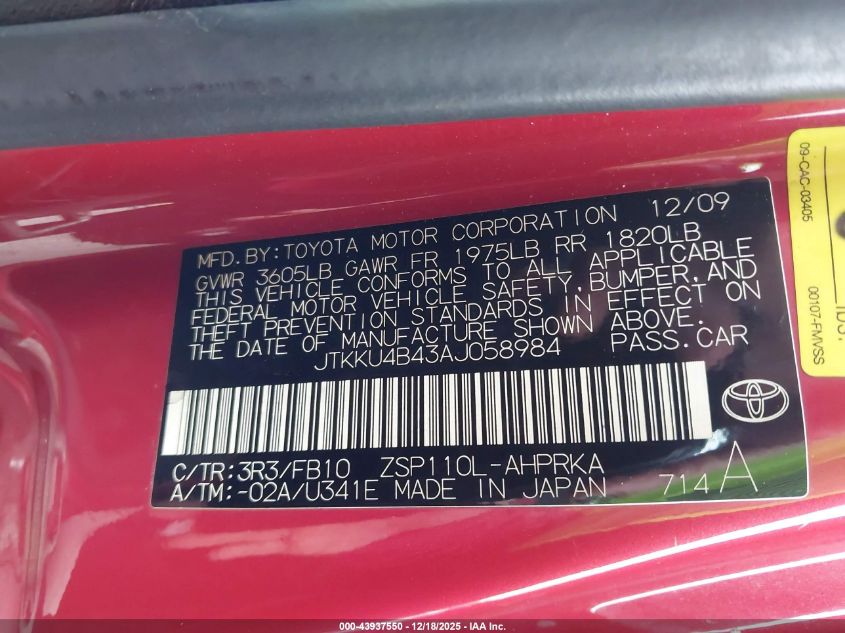 MFD. BY: TOYOTA MOTOR CORPORATION 12/09
GVWR 3605LB GAWR FR 1975LB RR 1820LB
THIS VEHICLE CONFORMS TO ALL APPLICABLE
FEDERAL MOTOR VEHICLE SAFETY, BUMPER, AND
THEFT PREVENTION STANDARDS IN EFFECT ON
THE DATE OF MANUFACTURE SHOWN ABOVE.
JTKKU4B43AJ058984 PASS.CAR
C/TR: 3R3/FB10 ZSP110L-AHPRKA
A/TM: -02A/U341E MADE IN JAPAN 714 A
09-CAC-03405
00107-FMVSS
000-43937550 - 12/18/2025 - IAA Inc.